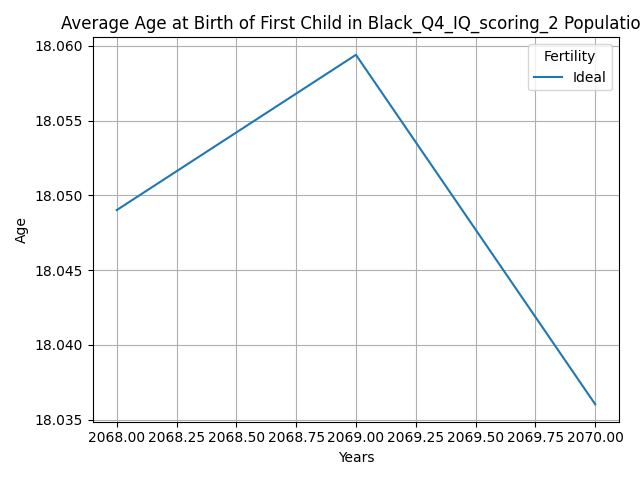 Average Age at Birth of First Child in Black_Q4_IQ_scoring_2 Populatio
Fertility
Ideal
18.060
18.055
18.050
18.045
18.040
18.035
Age
2068.00 2068.25 2068.50 2068.75 2069.00 2069.25 2069.50 2069.75 2070.00
Years